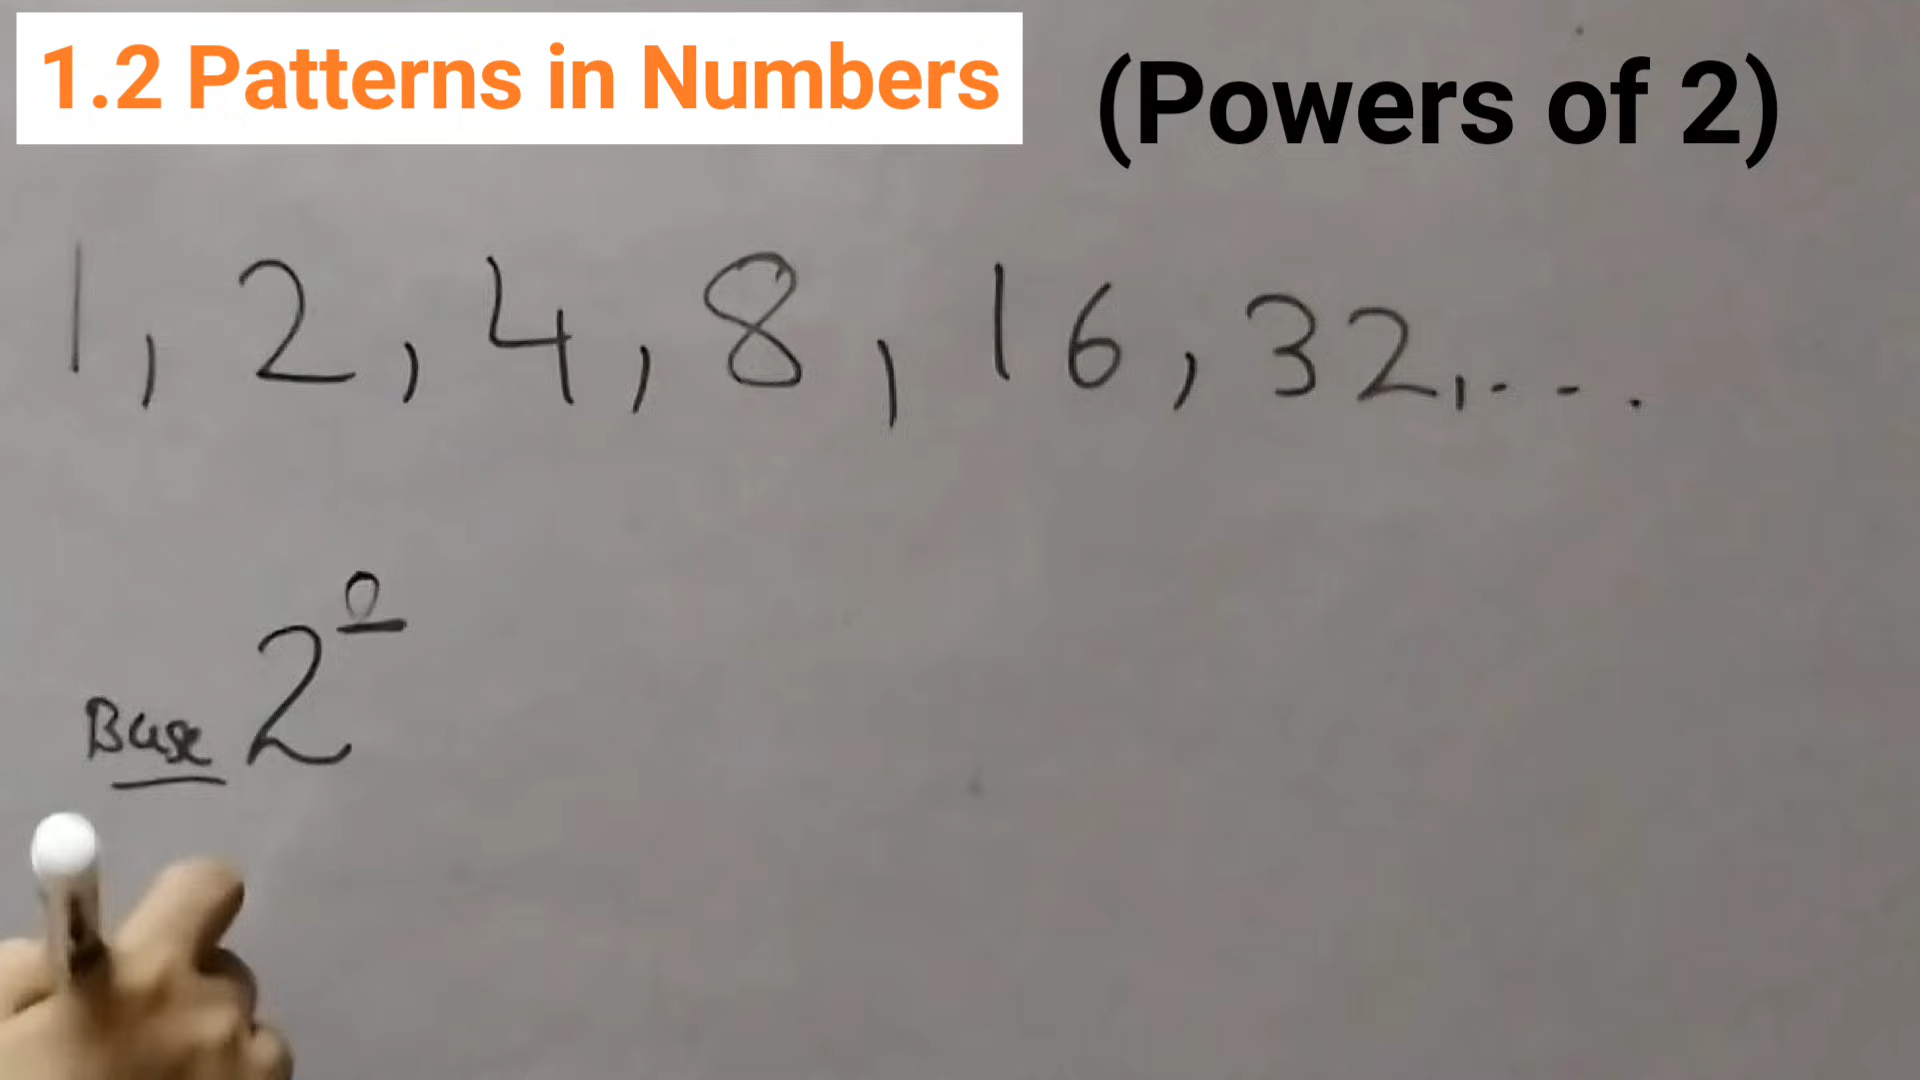 1.2 Patterns in Numbers (Powers of 2)
1, 2, 4, 8, 16, 32, ...
Base 2⁰